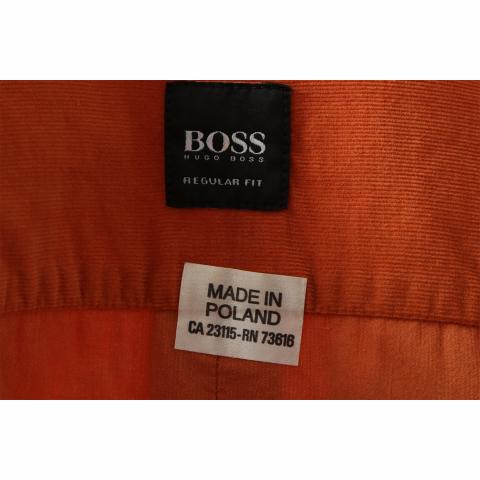 BOSS
HUGO BOSS
REGULAR FIT
MADE IN
POLAND
CA 23115-RN 73616